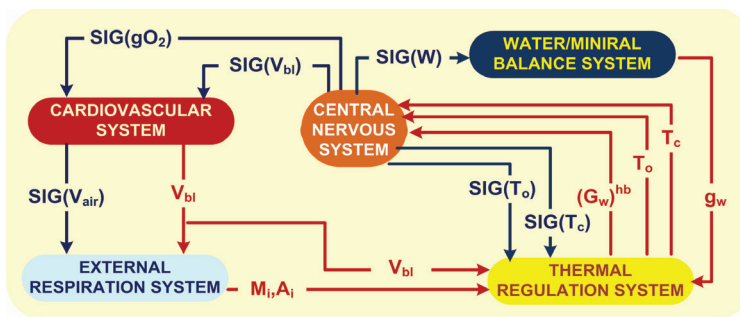 SIG(gO₂)
SIG(Vbl)
SIG(W)
WATER/MINIRAL
BALANCE SYSTEM
CARDIOVASCULAR
SYSTEM
CENTRAL
NERVOUS
SYSTEM
Tc
To
SIG(Vair)
Vbl
SIG(To)
(Gw)hb
gw
SIG(Tc)
Vbl
EXTERNAL
RESPIRATION SYSTEM
Mi,Ai
THERMAL
REGULATION SYSTEM